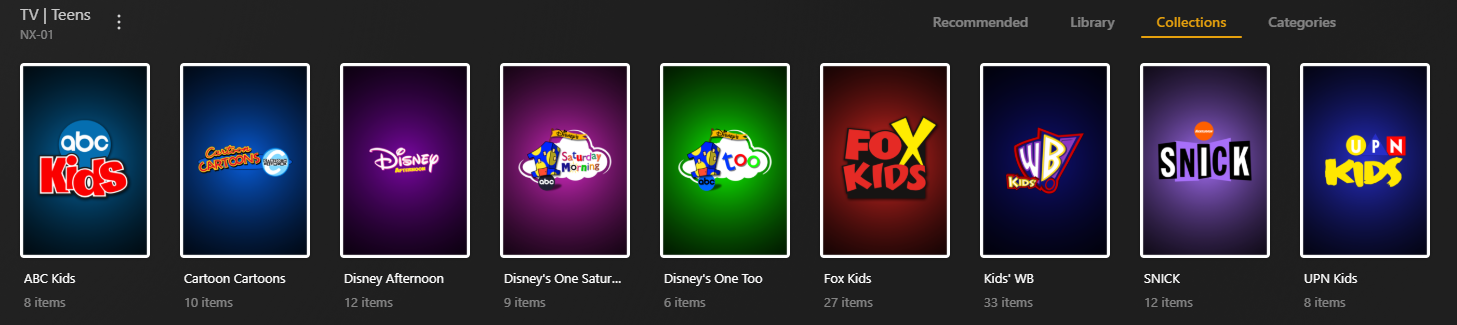 TV | Teens
NX-01
Recommended Library Collections Categories
abc
Kids
Cartoon
CARTOONS
Disney
AFTERNOON
Disney's
Saturday
Morning
abc
Disney's
too
abc
FOX
KIDS
WB
KIDS
SNICK
UPN
KIDS
ABC Kids
8 items
Cartoon Cartoons
10 items
Disney Afternoon
12 items
Disney's One Satur...
9 items
Disney's One Too
6 items
Fox Kids
27 items
Kids' WB
33 items
SNICK
12 items
UPN Kids
8 items